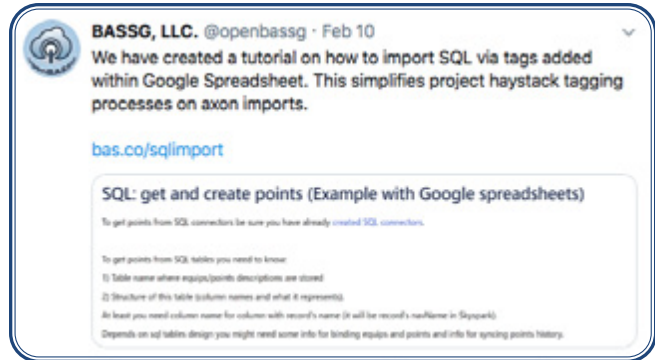 BASSG, LLC. @openbassg · Feb 10
We have created a tutorial on how to import SQL via tags added
within Google Spreadsheet. This simplifies project haystack tagging
processes on axon imports.
bas.co/sqlimport
SQL: get and create points (Example with Google spreadsheets)
To get points from SQL connectors be sure you have already created SQL connectors.
To get points from SQL tables you need to know:
1) Table name where equips/points descriptions are stored
2) Structure of this table (column names and what it represents).
At least you need column name for column with record's name (it will be record's navName in Skyspark).
Depends on sql tables design you might need some info for binding equips and points and info for syncing points history.